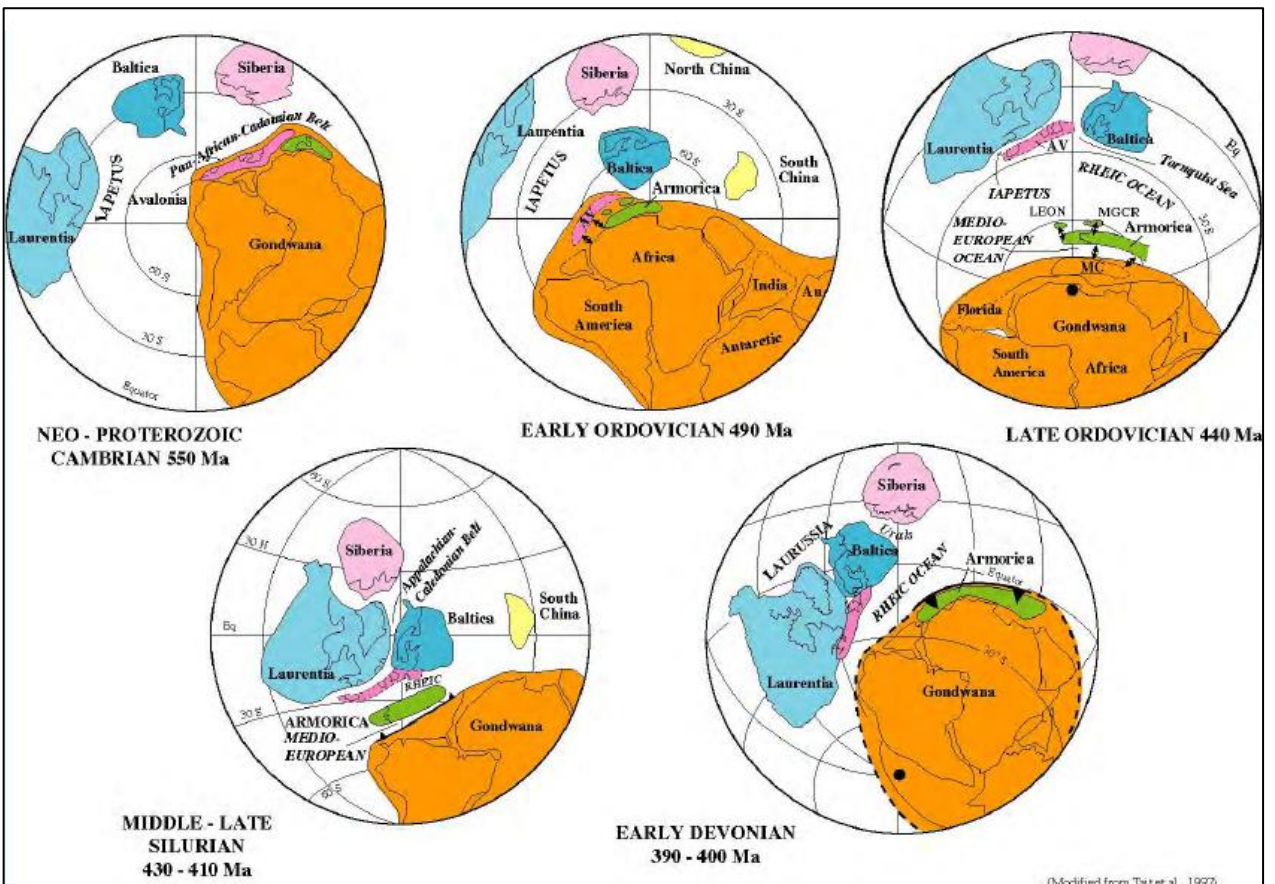 Baltica
Siberia
Pan-African-Cadomian Belt
IAPETUS
Avalonia
Laurentia
Gondwana
60 S
30 S
Equator
NEO - PROTEROZOIC
CAMBRIAN 550 Ma
Siberia
North China
30 S
Laurentia
IAPETUS
Baltica
60 S
South
China
Armorica
AV
Africa
India
Au
South
America
Antarctic
EARLY ORDOVICIAN 490 Ma
Laurentia
AV
Baltica
Eq
Tornquist Sea
RHEIC OCEAN
IAPETUS
30 S
LEON
MGCR
MEDIO-
EUROPEAN
OCEAN
Armorica
MC
Florida
Gondwana
I
South
America
Africa
LATE ORDOVICIAN 440 Ma
30 N
Siberia
Appalachian-
Caledonian Belt
South
China
Eq
Baltica
Laurentia
RHEIC
30 S
ARMORICA
MEDIO-
EUROPEAN
Gondwana
60 S
MIDDLE - LATE
SILURIAN
430 - 410 Ma
Siberia
Urals
LAURUSSIA
Baltica
Armorica
Equator
RHEIC OCEAN
30° S
Laurentia
Gondwana
EARLY DEVONIAN
390 - 400 Ma
(Modified from Tait et al., 1997)